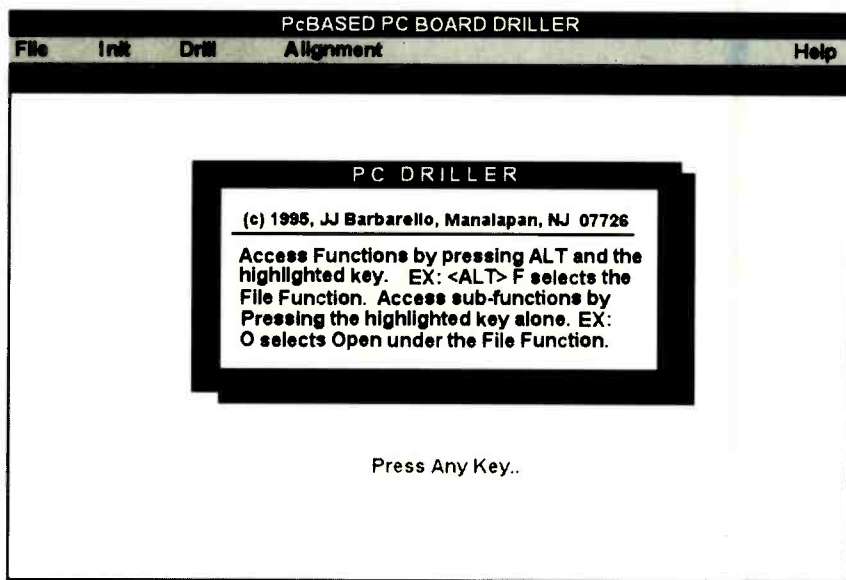 PcBASED PC BOARD DRILLER
File Init Drill Alignment Help
PC DRILLER
(c) 1995, JJ Barbarello, Manalapan, NJ 07726
Access Functions by pressing ALT and the
highlighted key. EX: <ALT> F selects the
File Function. Access sub-functions by
Pressing the highlighted key alone. EX:
O selects Open under the File Function.
Press Any Key..